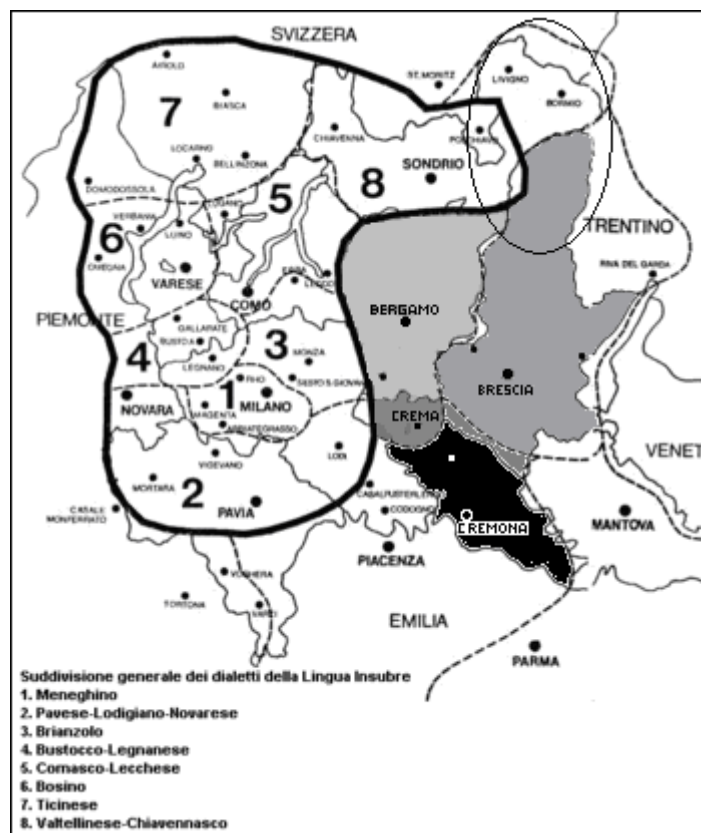 SVIZZERA
AIROLO
ST. MORITZ
LIVIGNO
BORMIO
7
BIASCA
CHIAVENNA
POSCHIAVO
LOCARNO
BELLINZONA
SONDRIO
8
DOMODOSSOLA
5
LUGANO
VERBANIA
6
LUINO
TRENTINO
OMEGNA
VARESE
ERBA
LECCO
RIVA DEL GARDA
COMO
PIEMONTE
BERGAMO
GALLARATE
BUSTO A.
3
4
MONZA
LEGNANO
RHO
SESTO S. GIOVANNI
BRESCIA
1
NOVARA
MAGENTA
MILANO
CREMA
ABBIATEGRASSO
LODI
VENET
VIGEVANO
MORTARA
2
PAVIA
CASALPUSTERLENGO
CASALE
MONFERRATO
CODOGNO
CREMONA
MANTOVA
PIACENZA
VOGHERA
TORTONA
VARZI
EMILIA
PARMA
Suddivisione generale dei dialetti della Lingua Insubre
1. Meneghino
2. Pavese-Lodigiano-Novarese
3. Brianzolo
4. Bustocco-Legnanese
5. Comasco-Lecchese
6. Bosino
7. Ticinese
8. Valtellinese-Chiavennasco